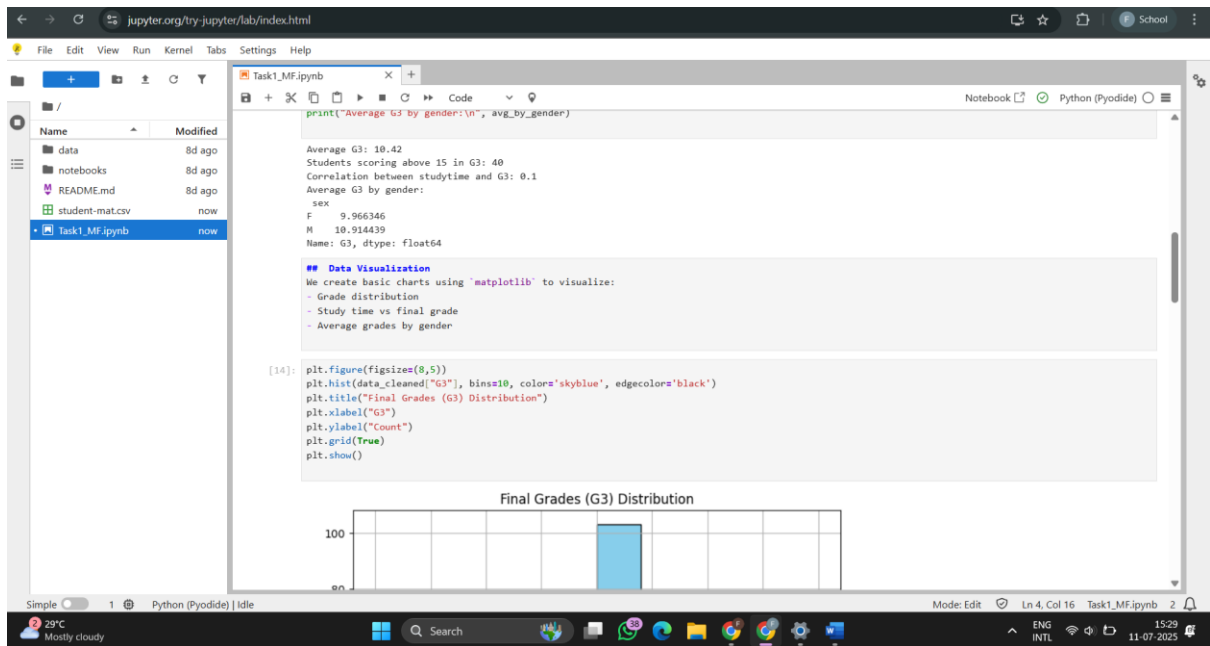 jupyter.org/try-jupyter/lab/index.html
School
File Edit View Run Kernel Tabs Settings Help
Task1_MF.ipynb
Code
Notebook
Python (Pyodide)
/
Name Modified
data 8d ago
notebooks 8d ago
README.md 8d ago
student-mat.csv now
Task1_MF.ipynb now
print("Average G3 by gender:\n", avg_by_gender)
Average G3: 10.42
Students scoring above 15 in G3: 40
Correlation between studytime and G3: 0.1
Average G3 by gender:
sex
F 9.966346
M 10.914439
Name: G3, dtype: float64
## Data Visualization
We create basic charts using `matplotlib` to visualize:
- Grade distribution
- Study time vs final grade
- Average grades by gender
[14]: plt.figure(figsize=(8,5))
plt.hist(data_cleaned["G3"], bins=10, color='skyblue', edgecolor='black')
plt.title("Final Grades (G3) Distribution")
plt.xlabel("G3")
plt.ylabel("Count")
plt.grid(True)
plt.show()
Final Grades (G3) Distribution
100
80
Simple 1 Python (Pyodide) | Idle
Mode: Edit Ln 4, Col 16 Task1_MF.ipynb 2
2
29°C
Mostly cloudy
Search
38
ENG
INTL
15:29
11-07-2025